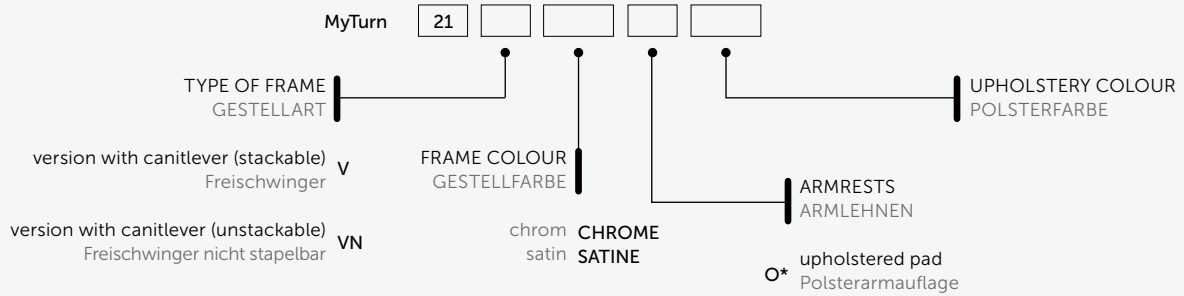 MyTurn 21
TYPE OF FRAME
GESTELLART
version with canitlever (stackable) V
Freischwinger
version with canitlever (unstackable) VN
Freischwinger nicht stapelbar
FRAME COLOUR
GESTELLFARBE
chrom CHROME
satin SATINE
ARMRESTS
ARMLEHNEN
O* upholstered pad
Polsterarmauflage
UPHOLSTERY COLOUR
POLSTERFARBE